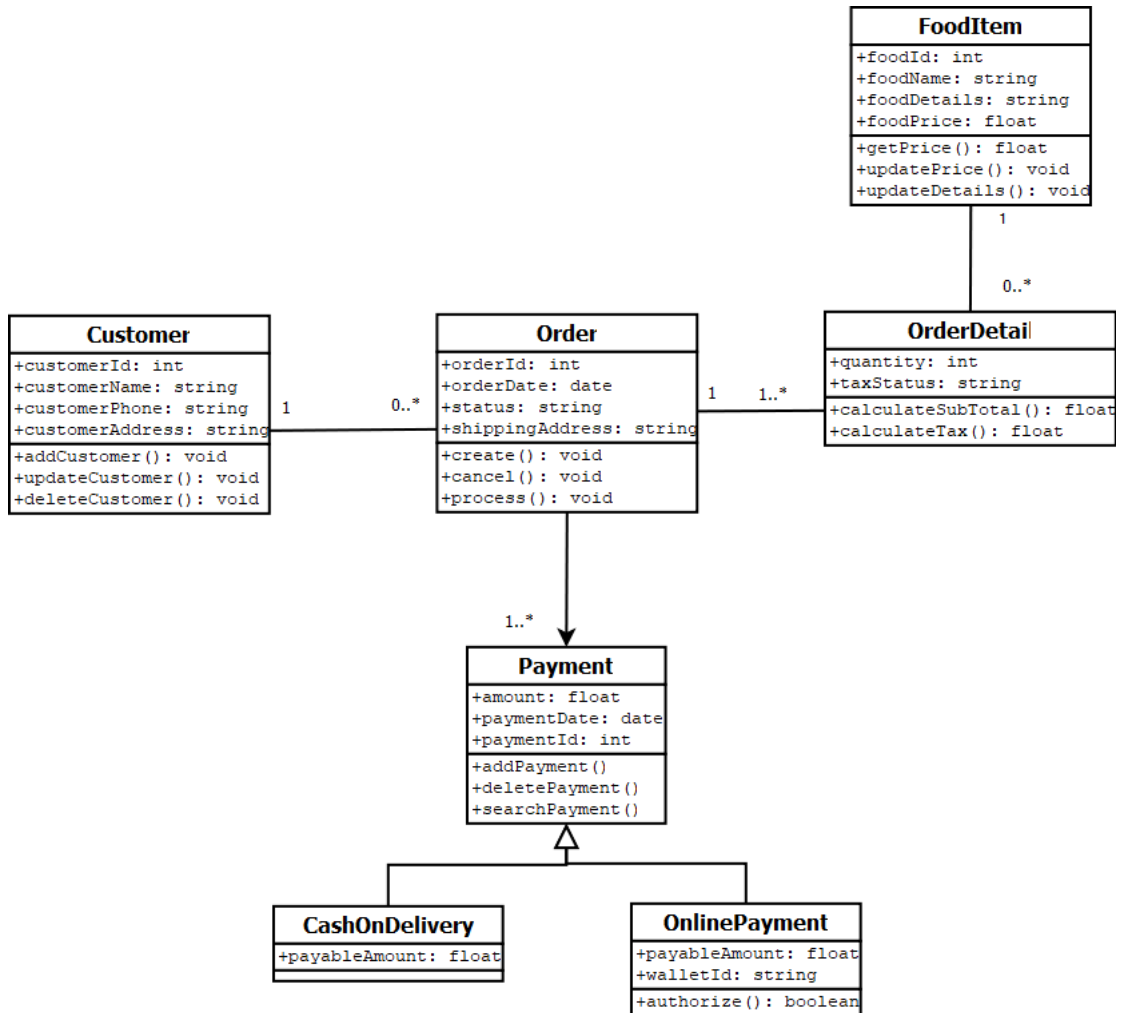 FoodItem
+foodId: int
+foodName: string
+foodDetails: string
+foodPrice: float
+getPrice(): float
+updatePrice(): void
+updateDetails(): void
1
0..*
Customer
+customerId: int
+customerName: string
+customerPhone: string
+customerAddress: string
+addCustomer(): void
+updateCustomer(): void
+deleteCustomer(): void
1
0..*
Order
+orderId: int
+orderDate: date
+status: string
+shippingAddress: string
+create(): void
+cancel(): void
+process(): void
1
1..*
OrderDetail
+quantity: int
+taxStatus: string
+calculateSubTotal(): float
+calculateTax(): float
1..*
Payment
+amount: float
+paymentDate: date
+paymentId: int
+addPayment()
+deletePayment()
+searchPayment()
CashOnDelivery
+payableAmount: float
OnlinePayment
+payableAmount: float
+walletId: string
+authorize(): boolean